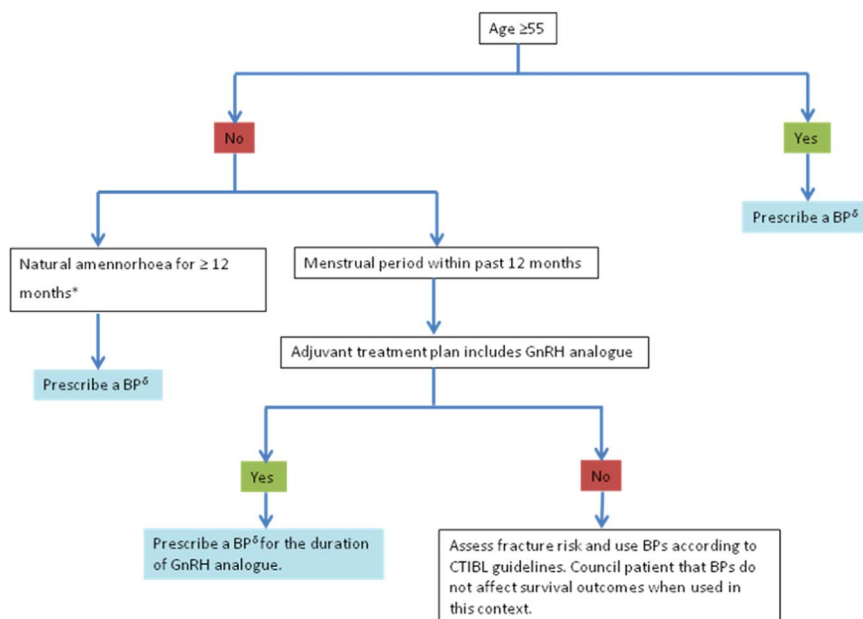 Age ≥55
No
Yes
Prescribe a BPᵟ
Natural amennorhoea for ≥ 12
months*
Menstrual period within past 12 months
Adjuvant treatment plan includes GnRH analogue
Prescribe a BPᵟ
Yes
No
Prescribe a BPᵟ for the duration
of GnRH analogue.
Assess fracture risk and use BPs according to
CTIBL guidelines. Council patient that BPs do
not affect survival outcomes when used in
this context.